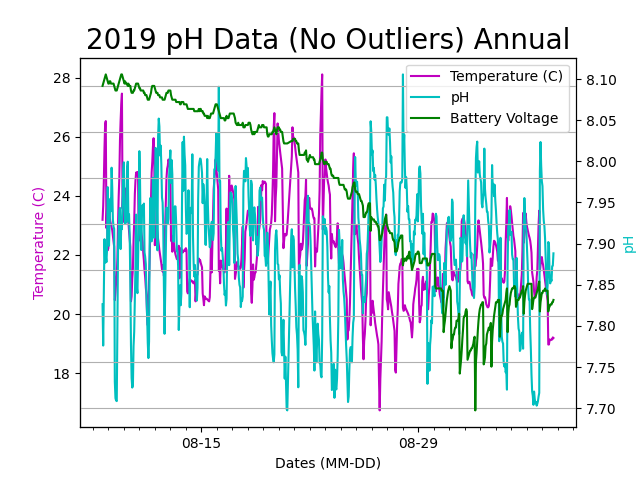 2019 pH Data (No Outliers) Annual
Temperature (C)
pH
Battery Voltage
28
26
24
22
20
18
Temperature (C)
8.10
8.05
8.00
7.95
7.90
7.85
7.80
7.75
7.70
pH
08-15
08-29
Dates (MM-DD)